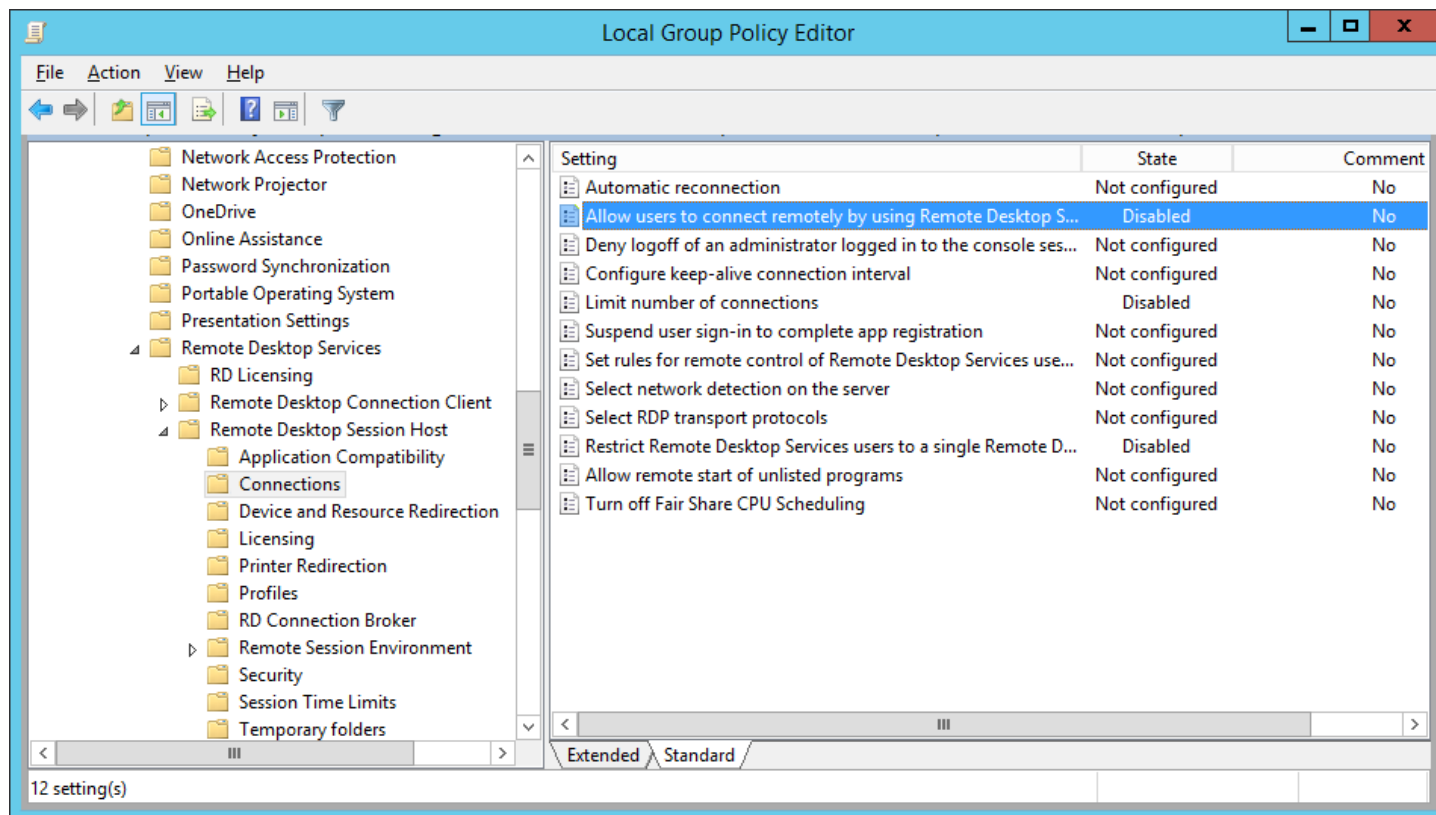 Local Group Policy Editor
File Action View Help
Network Access Protection
Network Projector
OneDrive
Online Assistance
Password Synchronization
Portable Operating System
Presentation Settings
Remote Desktop Services
RD Licensing
Remote Desktop Connection Client
Remote Desktop Session Host
Application Compatibility
Connections
Device and Resource Redirection
Licensing
Printer Redirection
Profiles
RD Connection Broker
Remote Session Environment
Security
Session Time Limits
Temporary folders
Setting State Comment
Automatic reconnection Not configured No
Allow users to connect remotely by using Remote Desktop S... Disabled No
Deny logoff of an administrator logged in to the console ses... Not configured No
Configure keep-alive connection interval Not configured No
Limit number of connections Disabled No
Suspend user sign-in to complete app registration Not configured No
Set rules for remote control of Remote Desktop Services use... Not configured No
Select network detection on the server Not configured No
Select RDP transport protocols Not configured No
Restrict Remote Desktop Services users to a single Remote D... Disabled No
Allow remote start of unlisted programs Not configured No
Turn off Fair Share CPU Scheduling Not configured No
Extended Standard
12 setting(s)